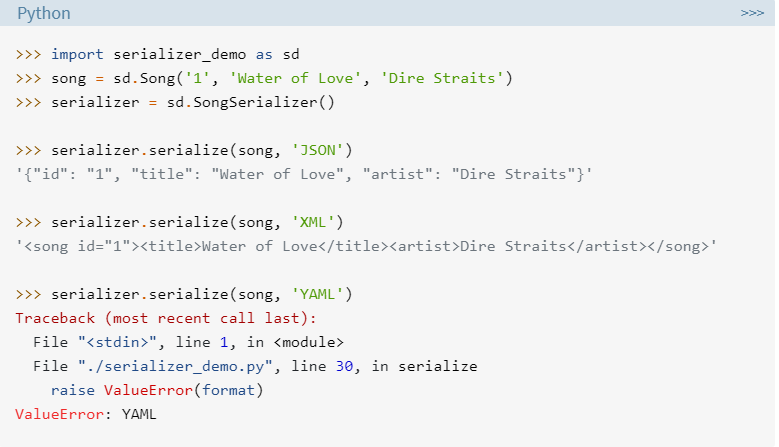 Python
>>>
>>> import serializer_demo as sd
>>> song = sd.Song('1', 'Water of Love', 'Dire Straits')
>>> serializer = sd.SongSerializer()
>>> serializer.serialize(song, 'JSON')
'{"id": "1", "title": "Water of Love", "artist": "Dire Straits"}'
>>> serializer.serialize(song, 'XML')
'<song id="1"><title>Water of Love</title><artist>Dire Straits</artist></song>'
>>> serializer.serialize(song, 'YAML')
Traceback (most recent call last):
  File "<stdin>", line 1, in <module>
  File "./serializer_demo.py", line 30, in serialize
    raise ValueError(format)
ValueError: YAML